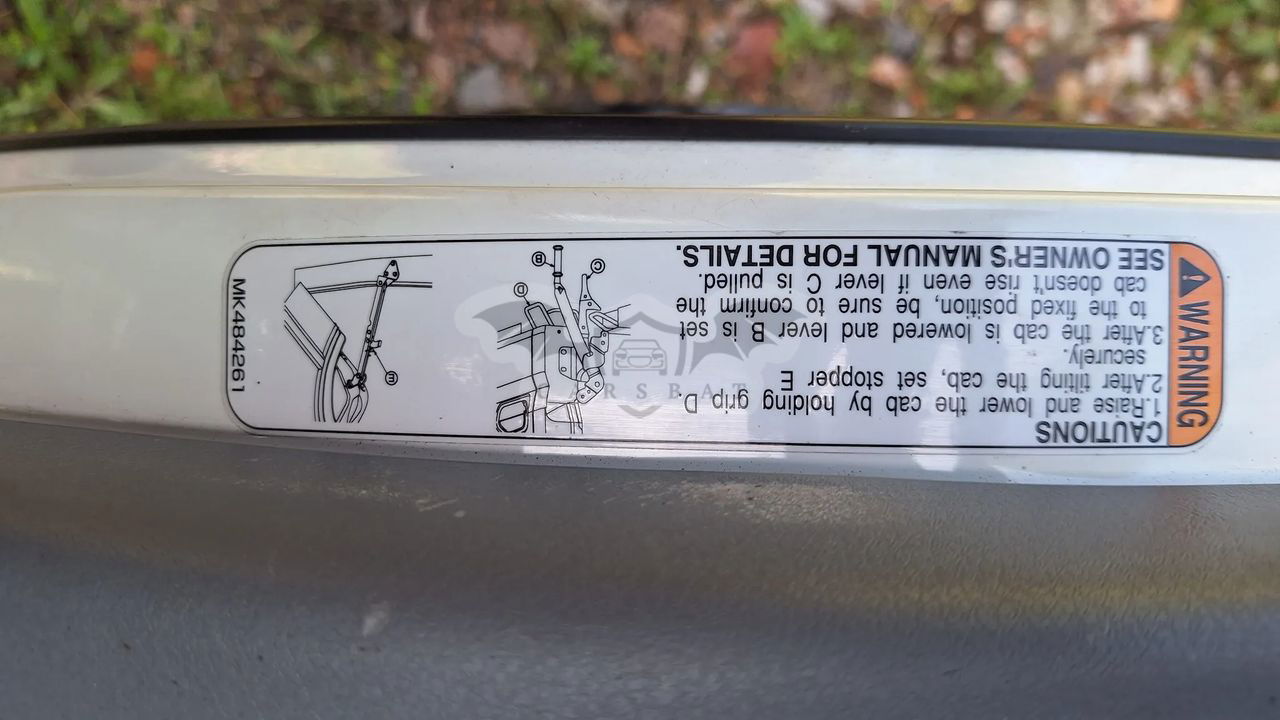 WARNING
CAUTIONS
1.Raise and lower the cab by holding grip D.
2.After tilting the cab, set stopper E
securely.
3.After the cab is lowered and lever B is set
to the fixed position, be sure to confirm the
cab doesn't rise even if lever C is pulled.
SEE OWNER'S MANUAL FOR DETAILS.
D
B
C
E
MK484261
CARSBAT